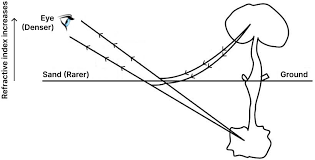 Refractive index increases
Eye
(Denser)
Sand (Rarer)
Ground